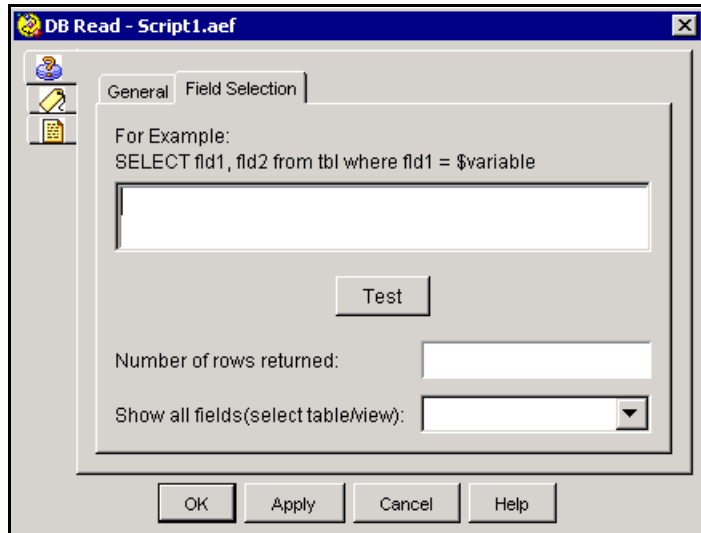 DB Read - Script1.aef
General Field Selection
For Example:
SELECT fld1, fld2 from tbl where fld1 = $variable
Test
Number of rows returned:
Show all fields(select table/view):
OK Apply Cancel Help